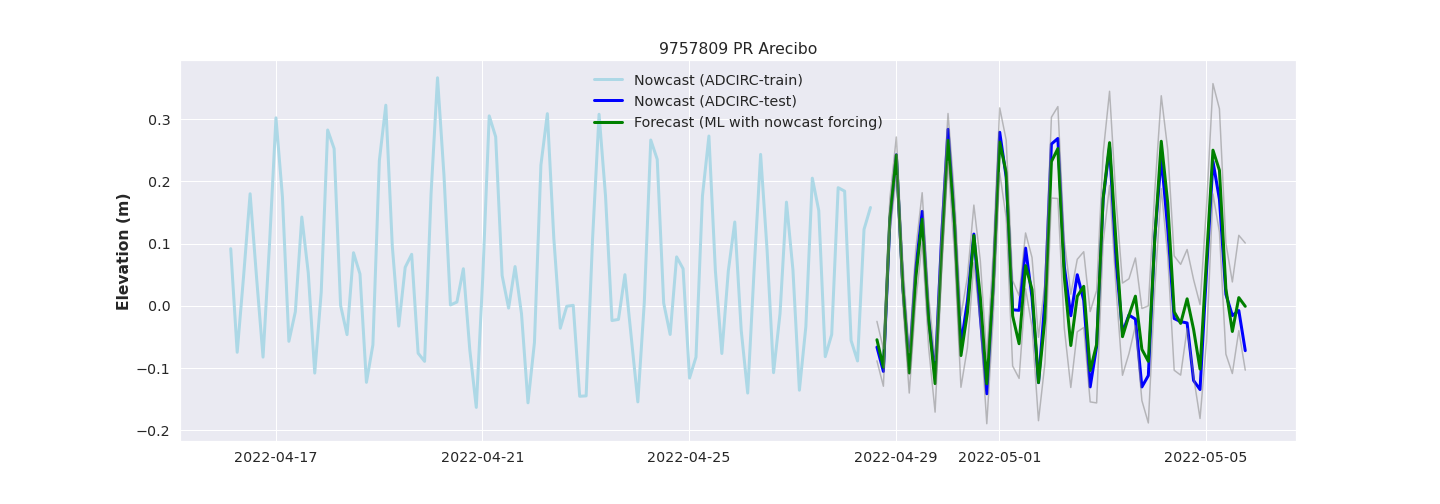 9757809 PR Arecibo
Nowcast (ADCIRC-train)
Nowcast (ADCIRC-test)
Forecast (ML with nowcast forcing)
Elevation (m)
0.3
0.2
0.1
0.0
−0.1
−0.2
2022-04-17 2022-04-21 2022-04-25 2022-04-29 2022-05-01 2022-05-05